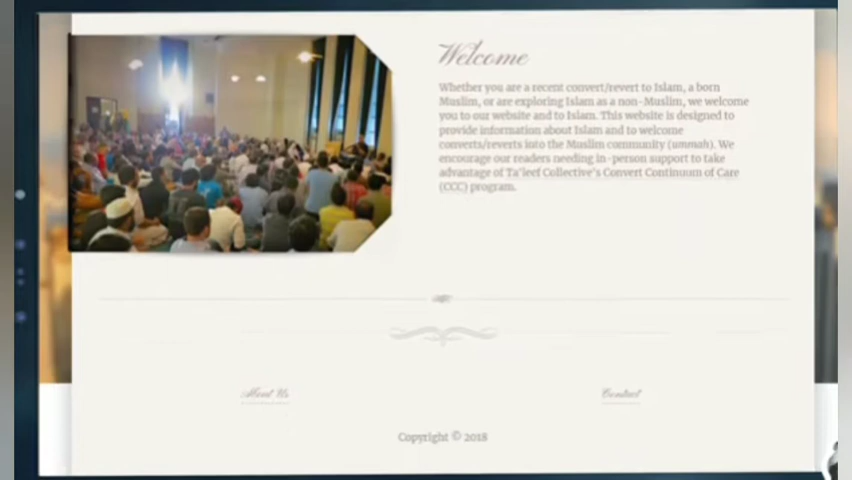 Welcome
Whether you are a recent convert/revert to Islam, a born
Muslim, or are exploring Islam as a non-Muslim, we welcome
you to our website and to Islam. This website is designed to
provide information about Islam and to welcome
converts/reverts into the Muslim community (ummah). We
encourage our readers needing in-person support to take
advantage of Ta'leef Collective's Convert Continuum of Care
(CCC) program.
About Us
Contact
Copyright © 2018